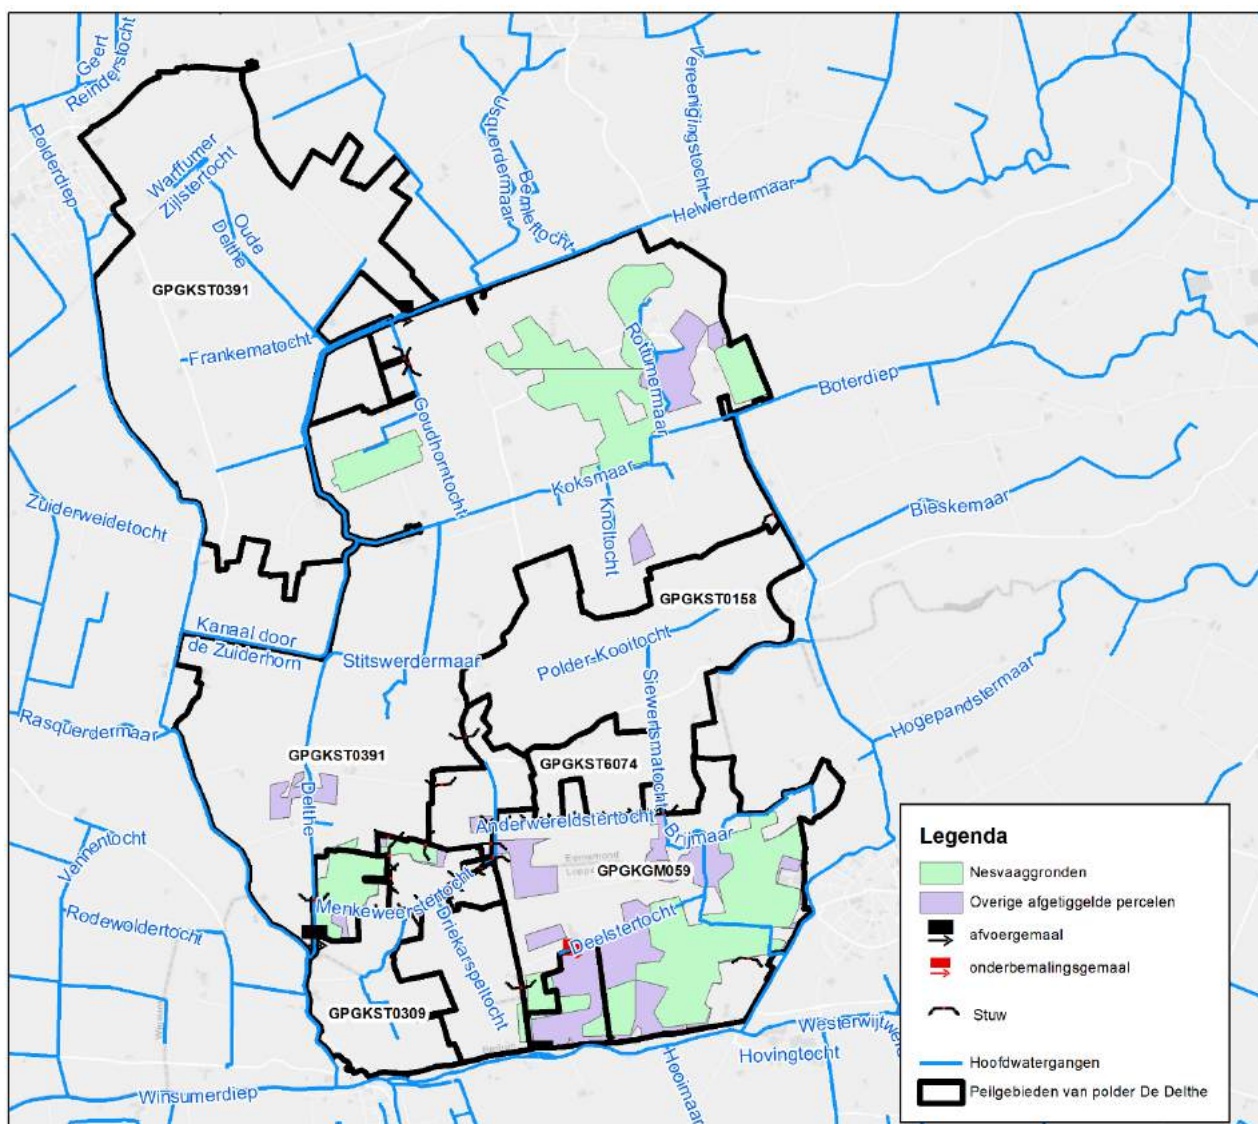 Geert
Reinderstocht
Polderdiep
Warffumer
Zijlstertocht
Oude
Delthe
Usquerdermaar
Bernleftocht
Vereenigingstocht
Helwerdermaar
GPGKST0391
Frankematocht
Goudhorntocht
Rottumermaar
Boterdiep
Koksmaar
Knoltocht
Bieskemaar
Zuiderweidetocht
Kanaal door
de Zuiderhorn
Stitswerdermaar
GPGKST0158
Polder-Kooitocht
Siewertsmatocht
Hogepandstermaar
Rasquerdermaar
GPGKST0391
GPGKST6074
Delthe
Anderwereldstertocht
Brijmaar
GPGKGM059
Vennentocht
Rodewoldertocht
Menkeweerstertocht
Driekarspeltocht
Deelstertocht
GPGKST0309
Winsumerdiep
Hooimaar
Hovingtocht
Westerwijtwerd
Legenda
Nesvaaggronden
Overige afgetiggelde percelen
afvoergemaal
onderbemalingsgemaal
Stuw
Hoofdwatergangen
Peilgebieden van polder De Delthe